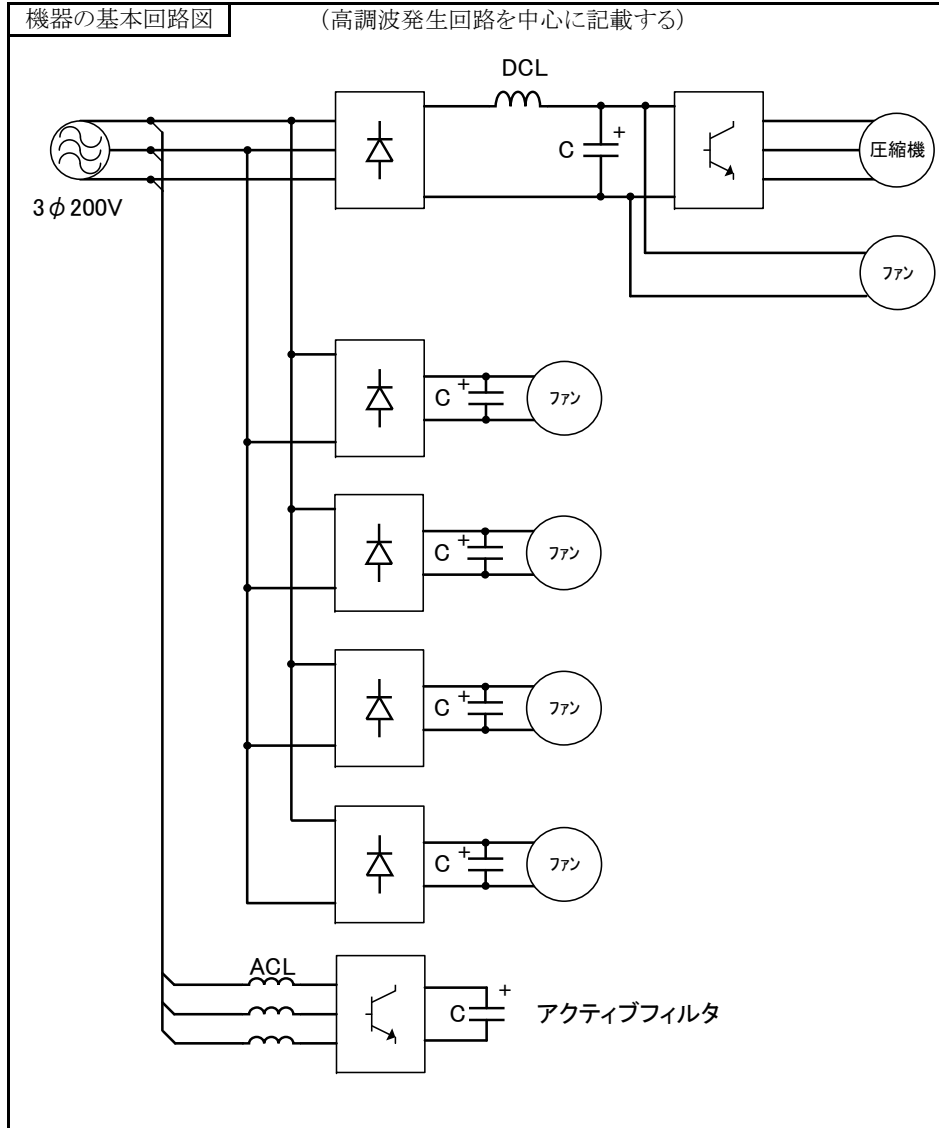 機器の基本回路図
(高調波発生回路を中心に記載する)
DCL
C
+
圧縮機
3φ200V
ファン
C
+
ファン
C
+
ファン
C
+
ファン
C
+
ファン
ACL
C
+
アクティブフィルタ